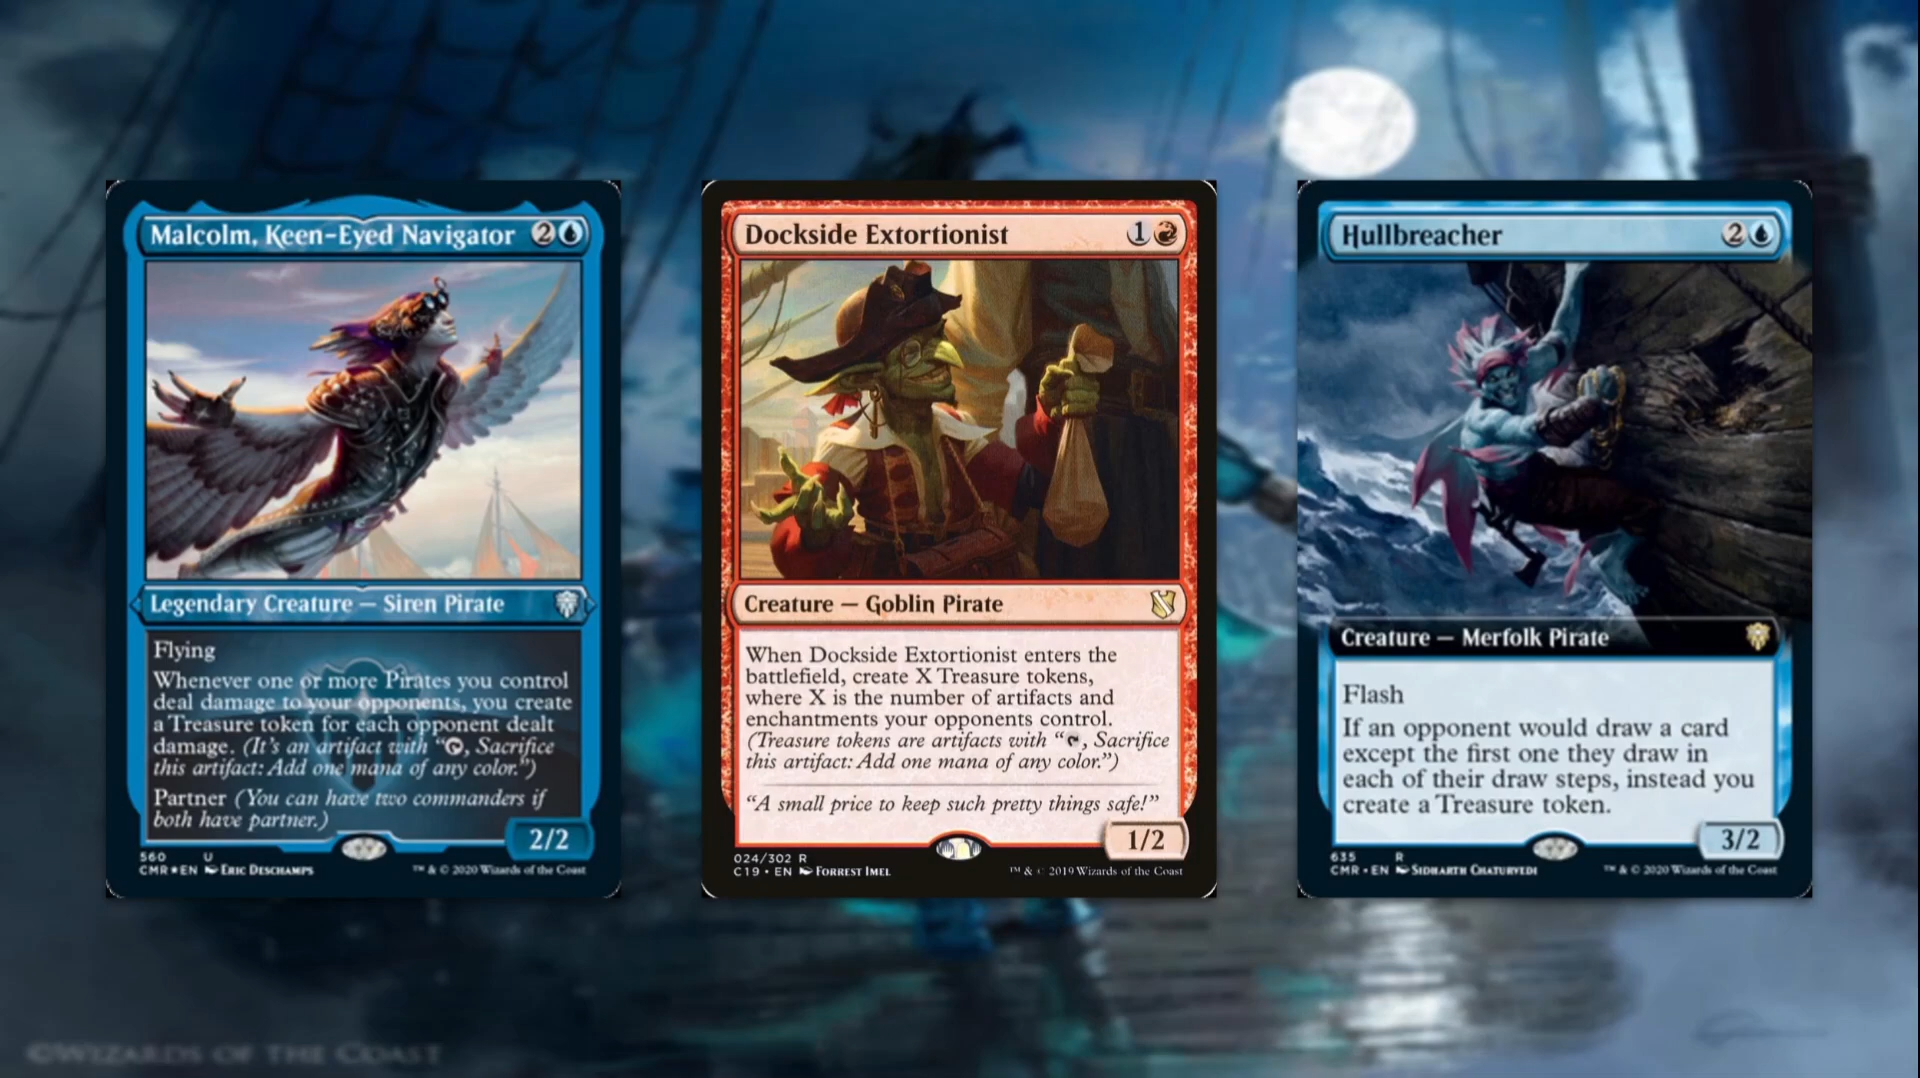 Malcolm, Keen-Eyed Navigator 2
Legendary Creature — Siren Pirate
Flying
Whenever one or more Pirates you control
deal damage to your opponents, you create
a Treasure token for each opponent dealt
damage. (It's an artifact with “, Sacrifice
this artifact: Add one mana of any color.”)
Partner (You can have two commanders if
both have partner.)
2/2
560 U
CMR★EN ERIC DESCHAMPS
™ & © 2020 Wizards of the Coast
Dockside Extortionist 1
Creature — Goblin Pirate
When Dockside Extortionist enters the
battlefield, create X Treasure tokens,
where X is the number of artifacts and
enchantments your opponents control.
(Treasure tokens are artifacts with “, Sacrifice
this artifact: Add one mana of any color.”)
“A small price to keep such pretty things safe!”
1/2
024/302 R
C19 • EN FORREST IMEL
™ & © 2019 Wizards of the Coast
Hullbreacher 2
Creature — Merfolk Pirate
Flash
If an opponent would draw a card
except the first one they draw in
each of their draw steps, instead you
create a Treasure token.
3/2
635 R
CMR • EN SIDHARTH CHATURVEDI
™ & © 2020 Wizards of the Coast
©WIZARDS OF THE COAST